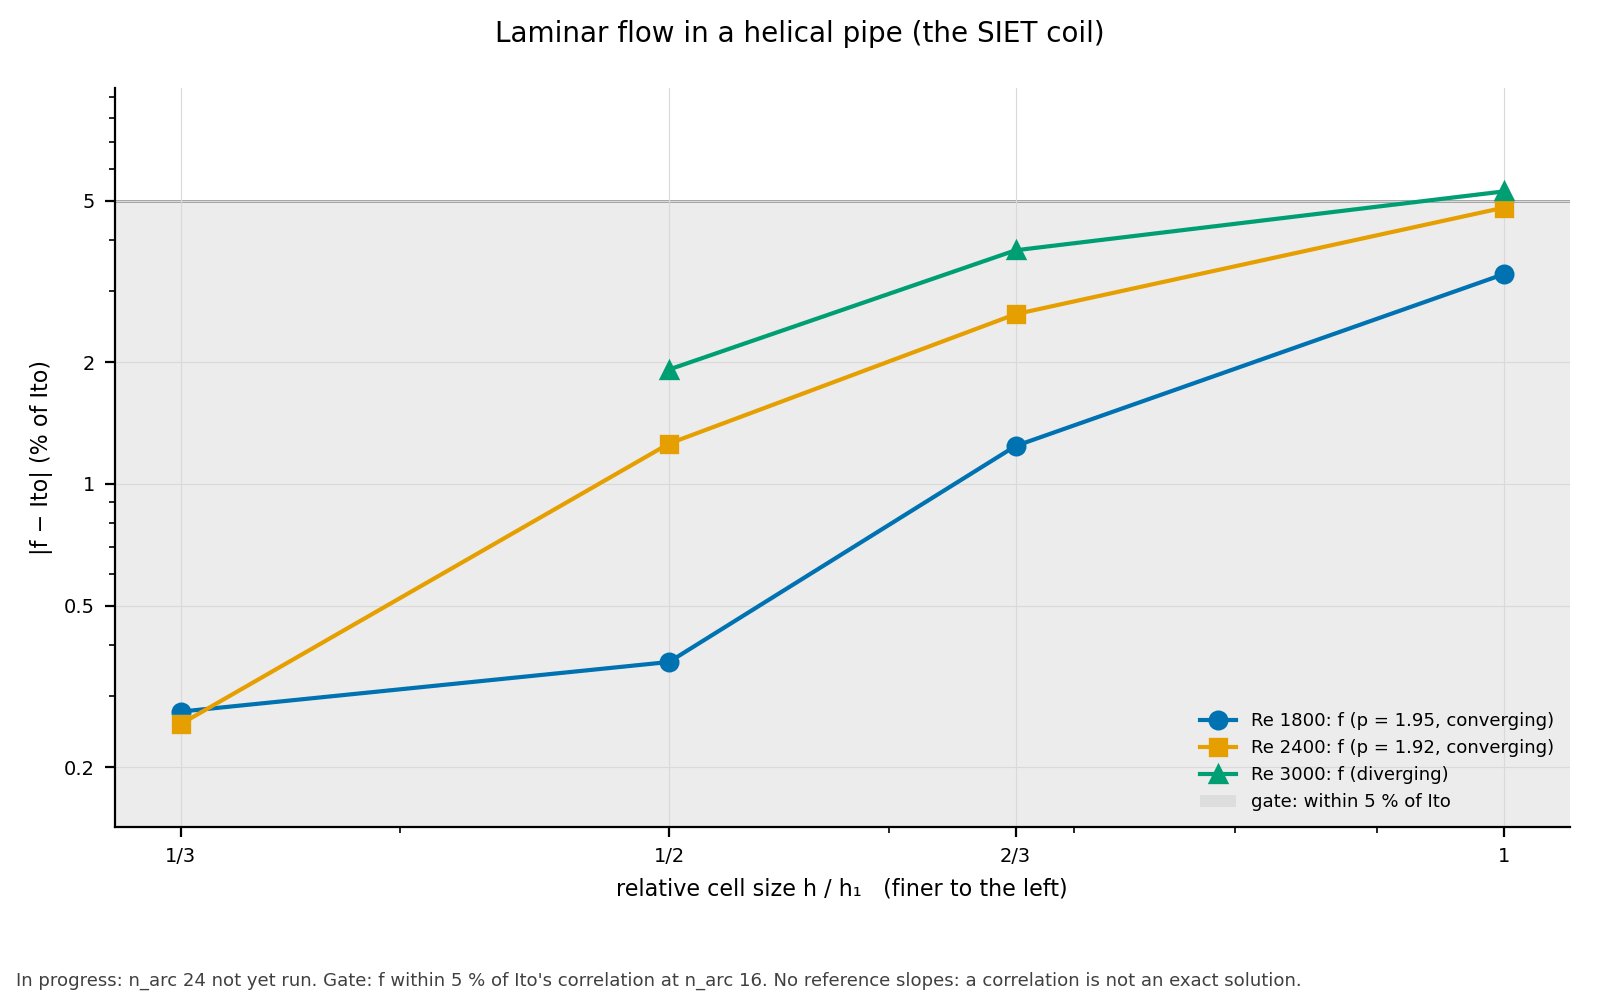 Laminar flow in a helical pipe (the SIET coil)
|f − Ito| (% of Ito)
5
2
1
0.5
0.2
Re 1800: f (p = 1.95, converging)
Re 2400: f (p = 1.92, converging)
Re 3000: f (diverging)
gate: within 5 % of Ito
1/3 1/2 2/3 1
relative cell size h / h₁ (finer to the left)
In progress: n_arc 24 not yet run. Gate: f within 5 % of Ito's correlation at n_arc 16. No reference slopes: a correlation is not an exact solution.